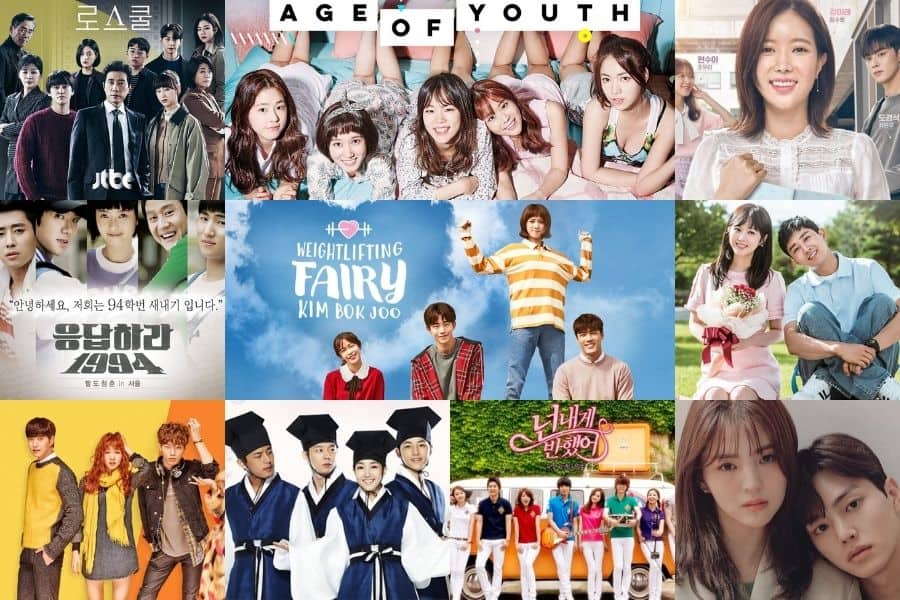 로스쿨
jtbc
AGE OF YOUTH
WEIGHTLIFTING
FAIRY
KIM BOK JOO
"안녕하세요, 저희는 94학번 새내기 입니다."
응답하라
1994
넌 내게
반했어